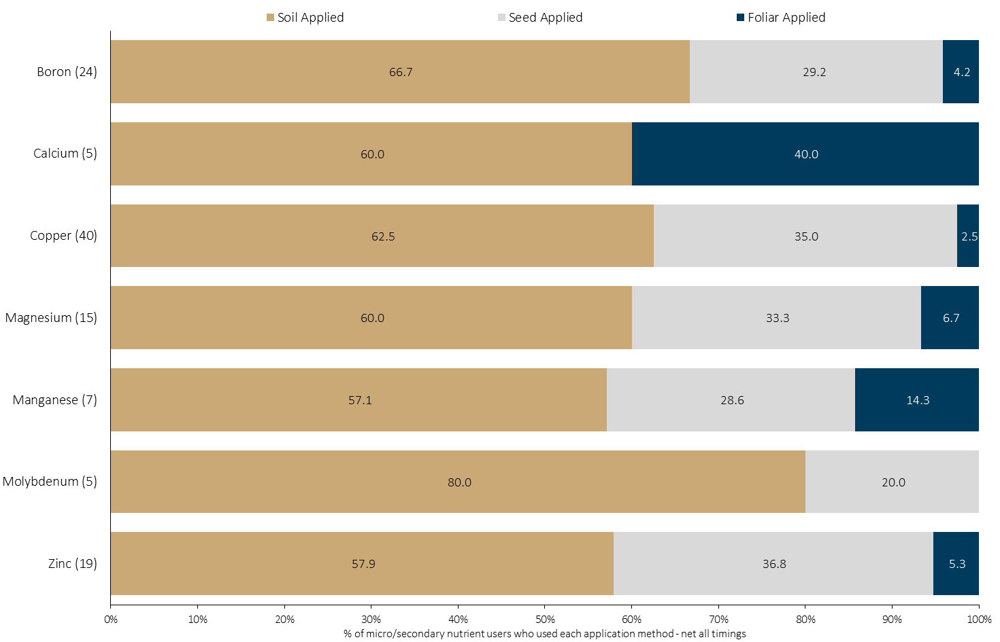 Soil Applied Seed Applied Foliar Applied
Boron (24) 66.7 29.2 4.2
Calcium (5) 60.0 40.0
Copper (40) 62.5 35.0 2.5
Magnesium (15) 60.0 33.3 6.7
Manganese (7) 57.1 28.6 14.3
Molybdenum (5) 80.0 20.0
Zinc (19) 57.9 36.8 5.3
0% 10% 20% 30% 40% 50% 60% 70% 80% 90% 100%
% of micro/secondary nutrient users who used each application method - net all timings